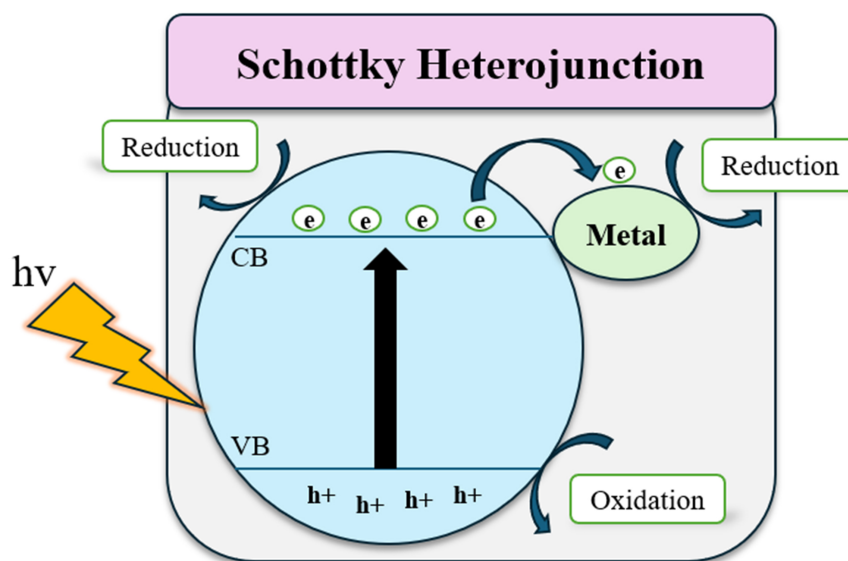 Schottky Heterojunction
Reduction
Reduction
e
e e e e
Metal
CB
hv
VB
h+ h+ h+ h+
Oxidation